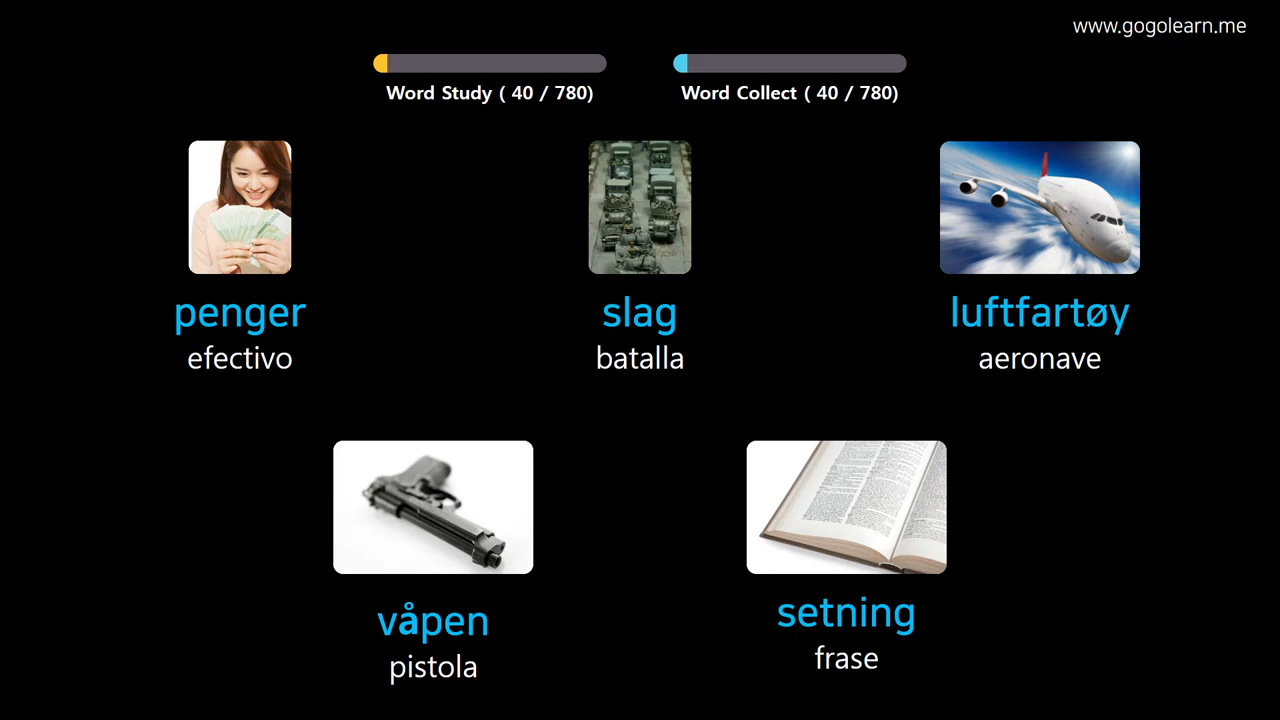 www.gogolearn.me
Word Study ( 40 / 780)
Word Collect ( 40 / 780)
penger
efectivo
slag
batalla
luftfartøy
aeronave
våpen
pistola
setning
frase